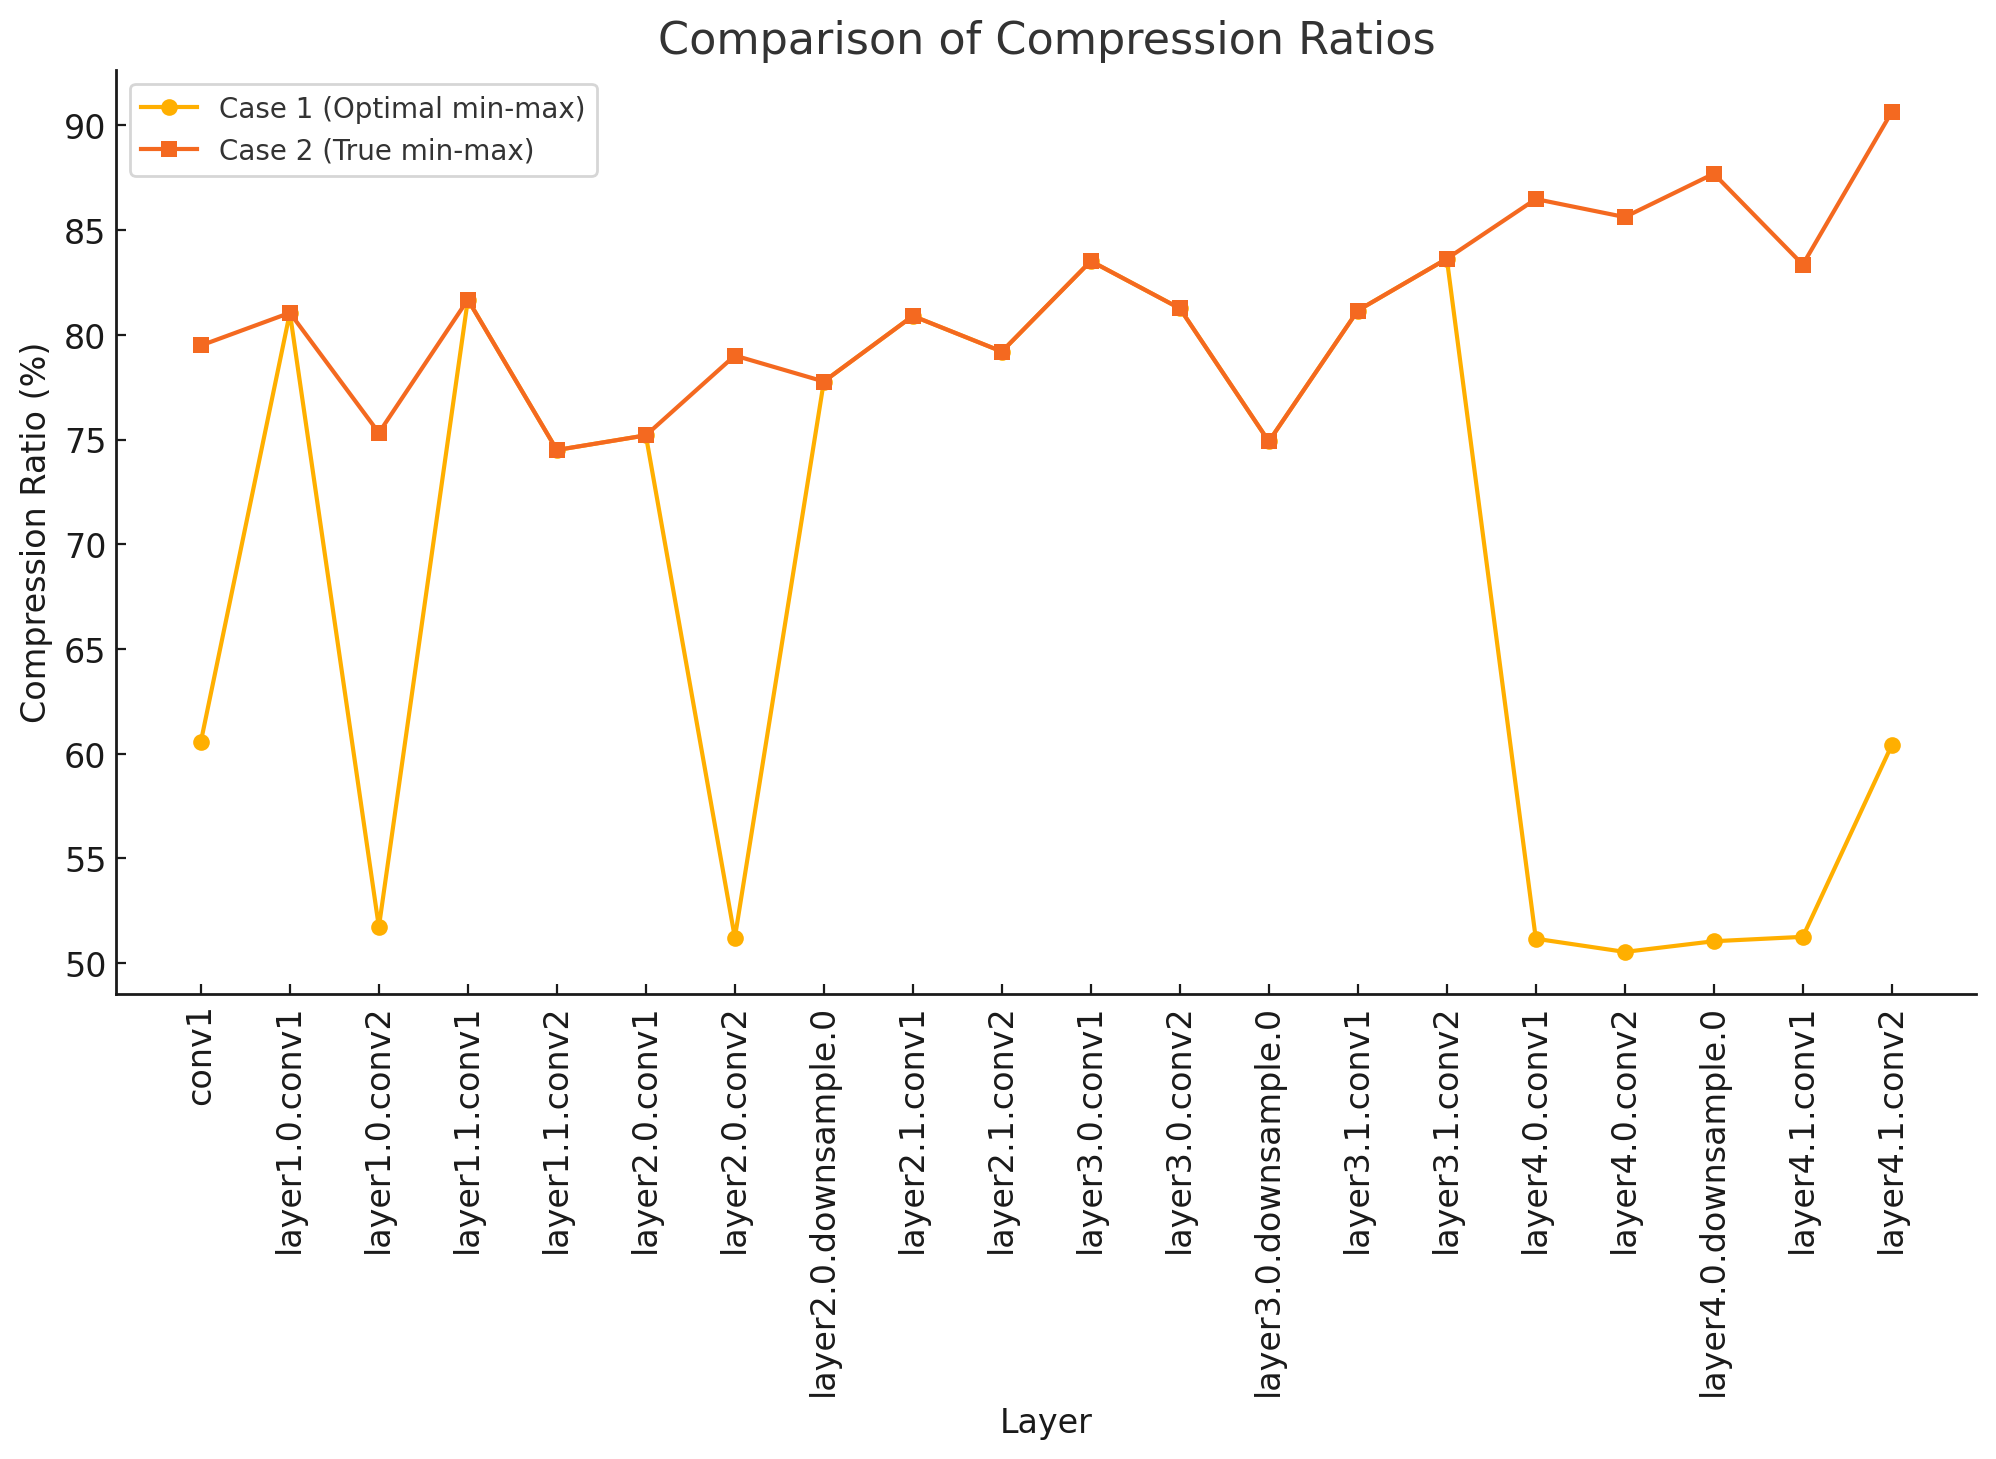 Comparison of Compression Ratios
Case 1 (Optimal min-max)
Case 2 (True min-max)
Compression Ratio (%)
90
85
80
75
70
65
60
55
50
conv1
layer1.0.conv1
layer1.0.conv2
layer1.1.conv1
layer1.1.conv2
layer2.0.conv1
layer2.0.conv2
layer2.0.downsample.0
layer2.1.conv1
layer2.1.conv2
layer3.0.conv1
layer3.0.conv2
layer3.0.downsample.0
layer3.1.conv1
layer3.1.conv2
layer4.0.conv1
layer4.0.conv2
layer4.0.downsample.0
layer4.1.conv1
layer4.1.conv2
Layer